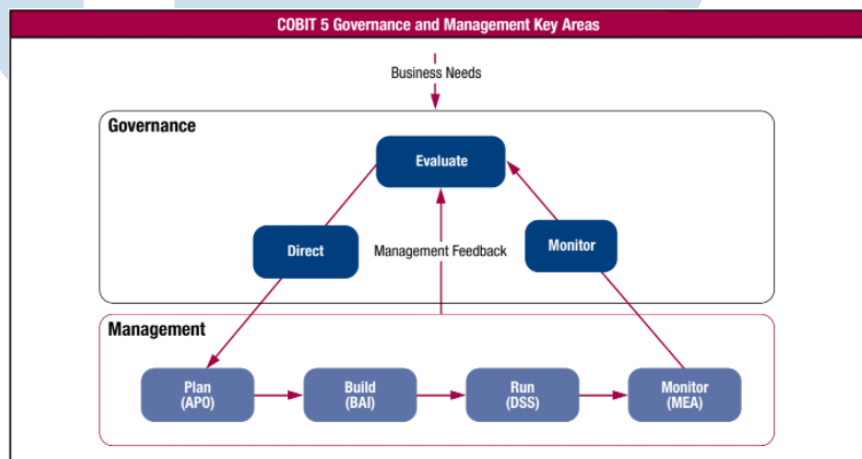 COBIT 5 Governance and Management Key Areas
Business Needs
Governance
Evaluate
Direct
Management Feedback
Monitor
Management
Plan
(APO)
Build
(BAI)
Run
(DSS)
Monitor
(MEA)